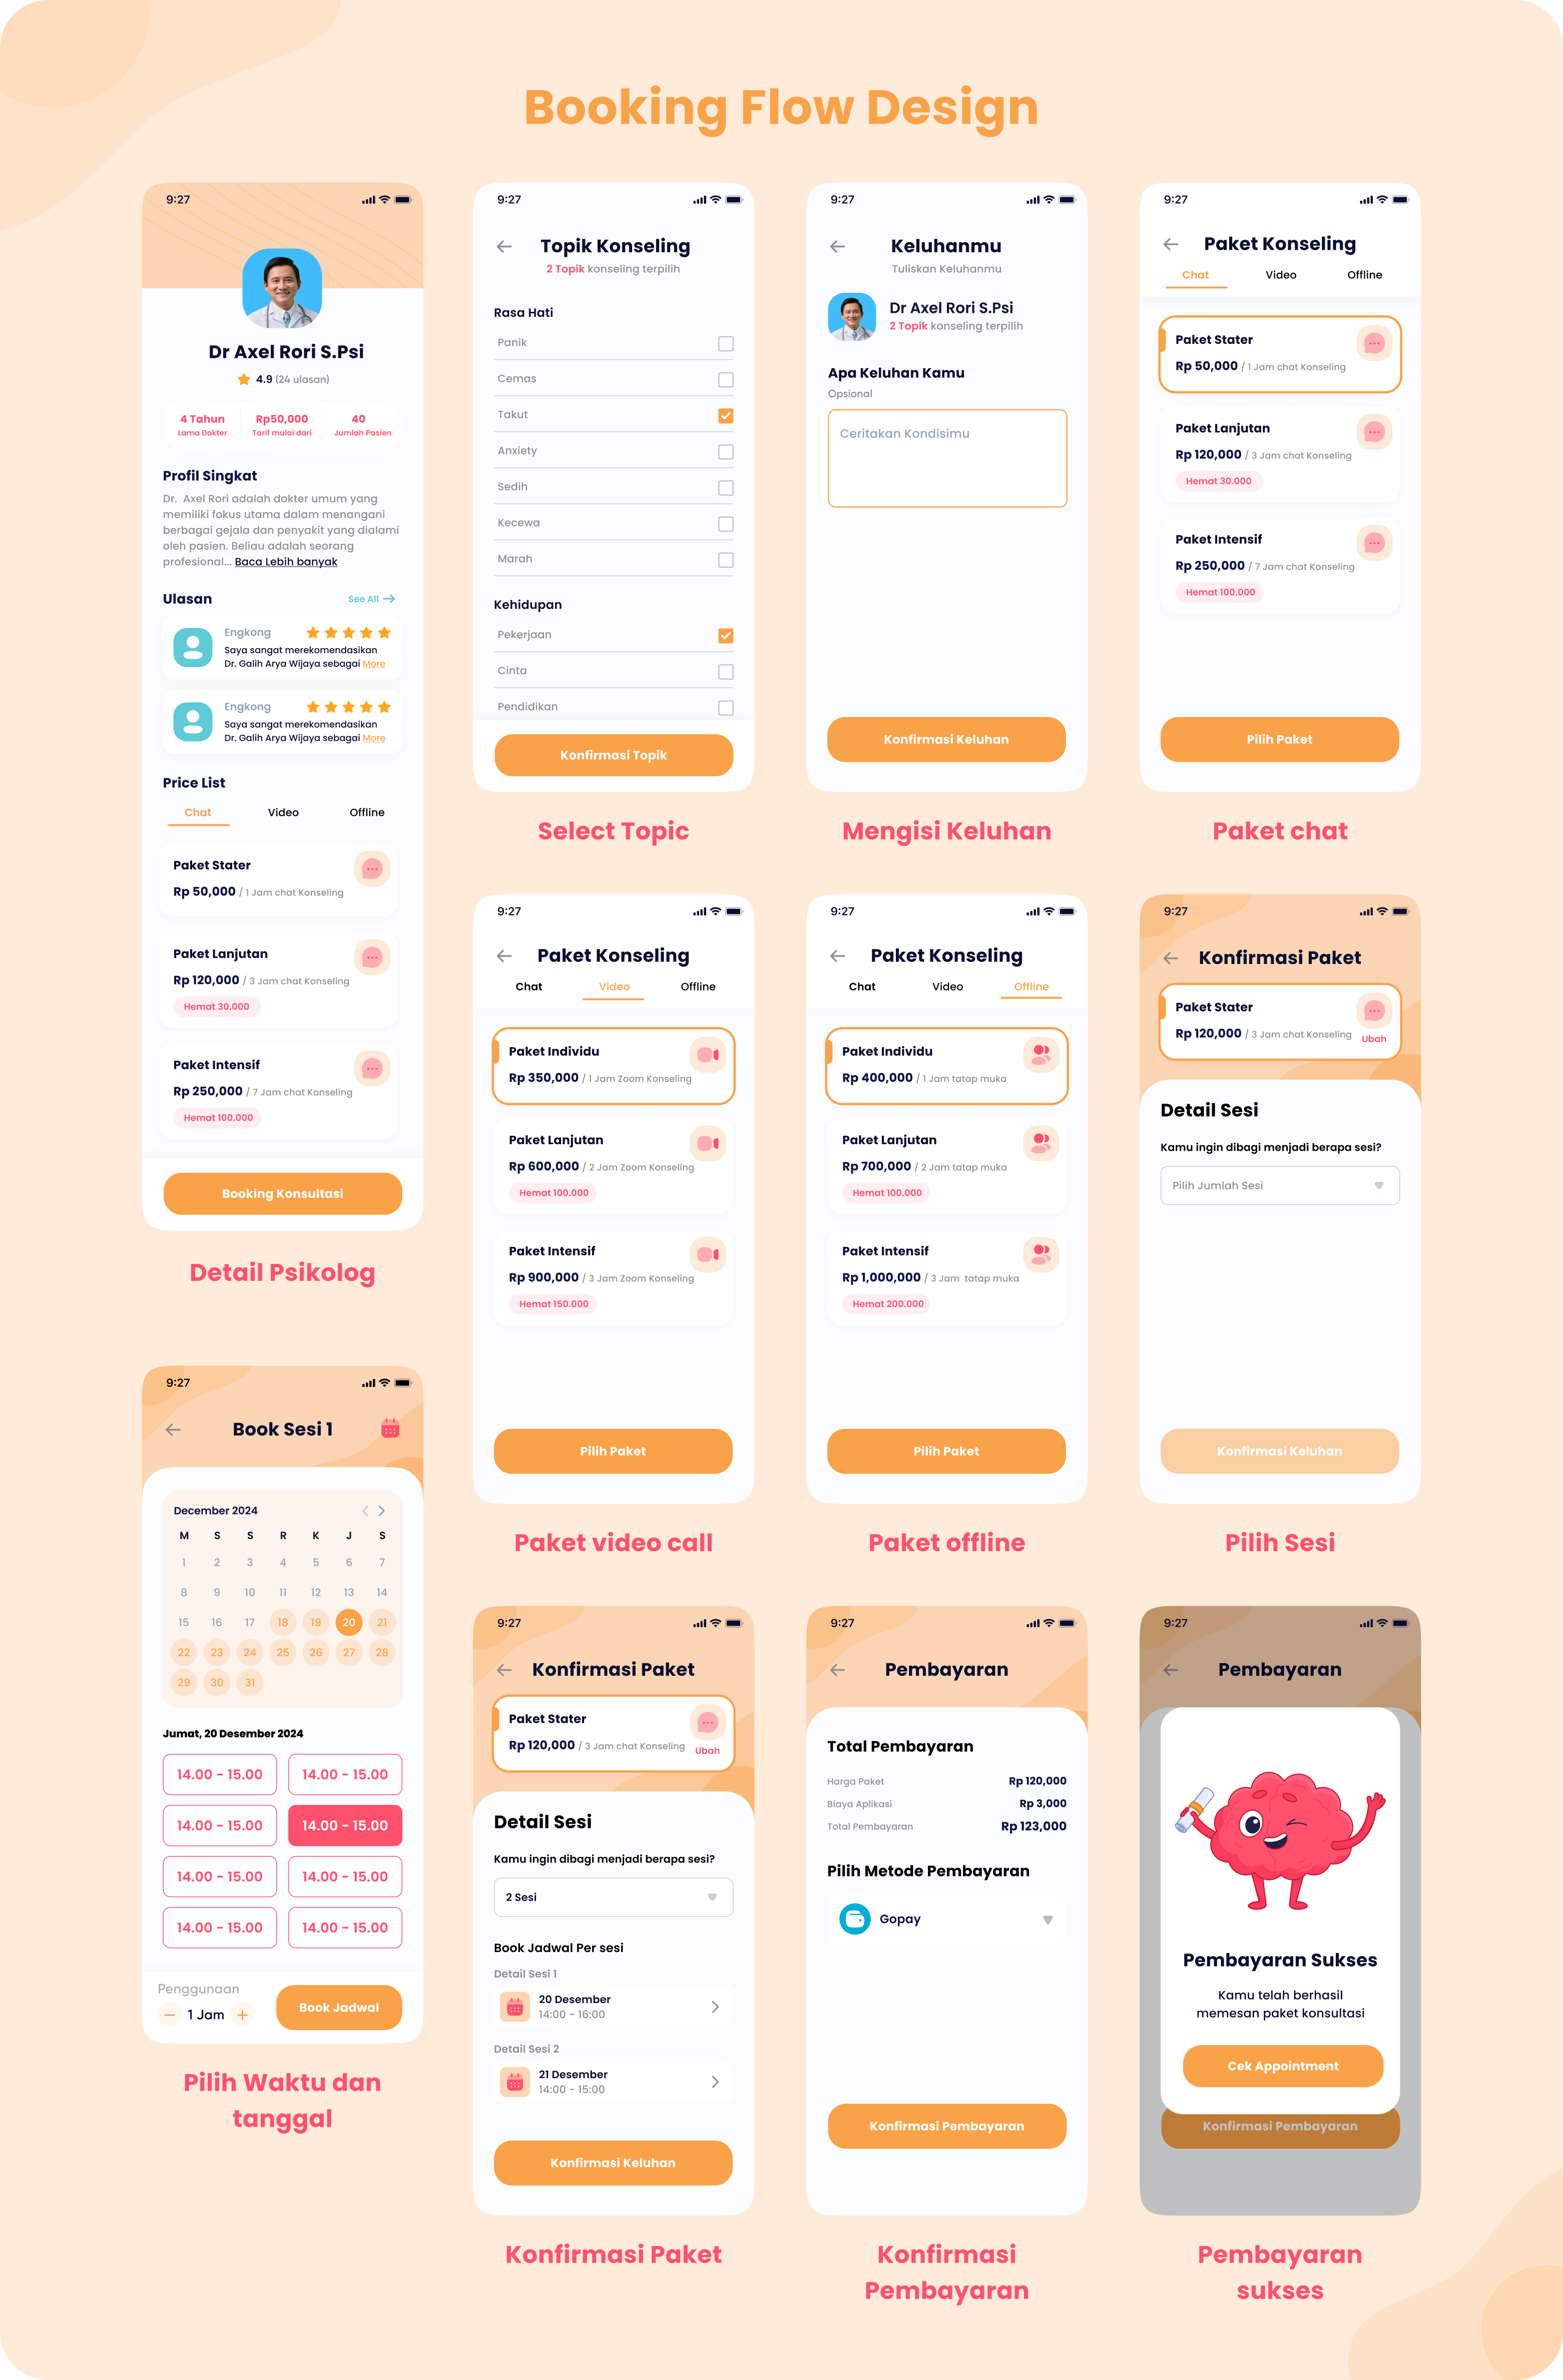 Booking Flow Design
9:27
Dr Axel Rori S.Psi
4.9 (24 ulasan)
4 Tahun Rp50,000 40
Lama Dokter Tarif mulai dari Jumlah Pasien
Profil Singkat
Dr. Axel Rori adalah dokter umum yang
memiliki fokus utama dalam menangani
berbagai gejala dan penyakit yang dialami
oleh pasien. Beliau adalah seorang
profesional... Baca Lebih banyak
Ulasan See All
Engkong
Saya sangat merekomendasikan
Dr. Galih Arya Wijaya sebagai More
Engkong
Saya sangat merekomendasikan
Dr. Galih Arya Wijaya sebagai More
Price List
Chat Video Offline
Paket Stater
Rp 50,000 / 1 Jam chat Konseling
Paket Lanjutan
Rp 120,000 / 3 Jam chat Konseling
Hemat 30.000
Paket Intensif
Rp 250,000 / 7 Jam chat Konseling
Hemat 100.000
Booking Konsultasi
Detail Psikolog
9:27
Topik Konseling
2 Topik konseling terpilih
Rasa Hati
Panik
Cemas
Takut
Anxiety
Sedih
Kecewa
Marah
Kehidupan
Pekerjaan
Cinta
Pendidikan
Konfirmasi Topik
Select Topic
9:27
Keluhanmu
Tuliskan Keluhanmu
Dr Axel Rori S.Psi
2 Topik konseling terpilih
Apa Keluhan Kamu
Opsional
Ceritakan Kondisimu
Konfirmasi Keluhan
Mengisi Keluhan
9:27
Paket Konseling
Chat Video Offline
Paket Stater
Rp 50,000 / 1 Jam chat Konseling
Paket Lanjutan
Rp 120,000 / 3 Jam chat Konseling
Hemat 30.000
Paket Intensif
Rp 250,000 / 7 Jam chat Konseling
Hemat 100.000
Pilih Paket
Paket chat
9:27
Paket Konseling
Chat Video Offline
Paket Individu
Rp 350,000 / 1 Jam Zoom Konseling
Paket Lanjutan
Rp 600,000 / 2 Jam Zoom Konseling
Hemat 100.000
Paket Intensif
Rp 900,000 / 3 Jam Zoom Konseling
Hemat 150.000
Pilih Paket
Paket video call
9:27
Paket Konseling
Chat Video Offline
Paket Individu
Rp 400,000 / 1 Jam tatap muka
Paket Lanjutan
Rp 700,000 / 2 Jam tatap muka
Hemat 100.000
Paket Intensif
Rp 1,000,000 / 3 Jam tatap muka
Hemat 200.000
Pilih Paket
Paket offline
9:27
Konfirmasi Paket
Paket Stater
Rp 120,000 / 3 Jam chat Konseling Ubah
Detail Sesi
Kamu ingin dibagi menjadi berapa sesi?
Pilih Jumlah Sesi
Konfirmasi Keluhan
Pilih Sesi
9:27
Book Sesi 1
December 2024
M S S R K J S
1 2 3 4 5 6 7
8 9 10 11 12 13 14
15 16 17 18 19 20 21
22 23 24 25 26 27 28
29 30 31
Jumat, 20 Desember 2024
14.00 - 15.00 14.00 - 15.00
14.00 - 15.00 14.00 - 15.00
14.00 - 15.00 14.00 - 15.00
14.00 - 15.00 14.00 - 15.00
Penggunaan
1 Jam
Book Jadwal
Pilih Waktu dan
tanggal
9:27
Konfirmasi Paket
Paket Stater
Rp 120,000 / 3 Jam chat Konseling Ubah
Detail Sesi
Kamu ingin dibagi menjadi berapa sesi?
2 Sesi
Book Jadwal Per sesi
Detail Sesi 1
20 Desember
14:00 - 16:00
Detail Sesi 2
21 Desember
14:00 - 15:00
Konfirmasi Keluhan
Konfirmasi Paket
9:27
Pembayaran
Total Pembayaran
Harga Paket Rp 120,000
Biaya Aplikasi Rp 3,000
Total Pembayaran Rp 123,000
Pilih Metode Pembayaran
Gopay
Konfirmasi Pembayaran
Konfirmasi
Pembayaran
9:27
Pembayaran
Pembayaran Sukses
Kamu telah berhasil
memesan paket konsultasi
Cek Appointment
Konfirmasi Pembayaran
Pembayaran
sukses